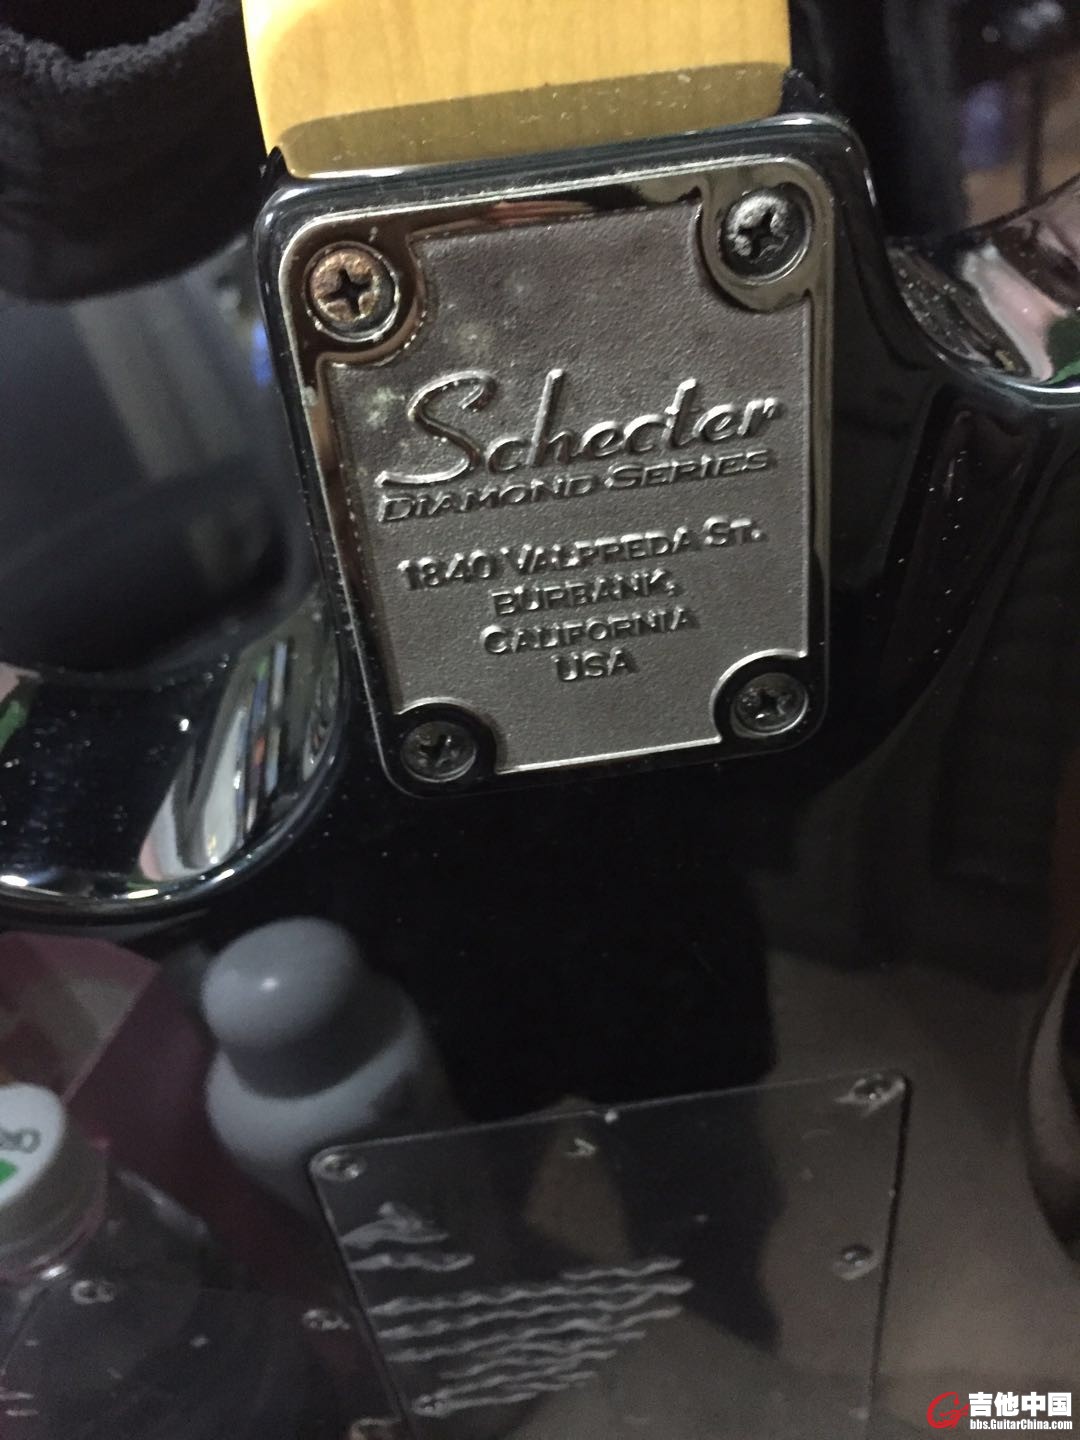 Schecter
DIAMOND SERIES
1840 VALPREDA ST.
BURBANK,
CALIFORNIA
USA
吉他中国
bbs.GuitarChina.com